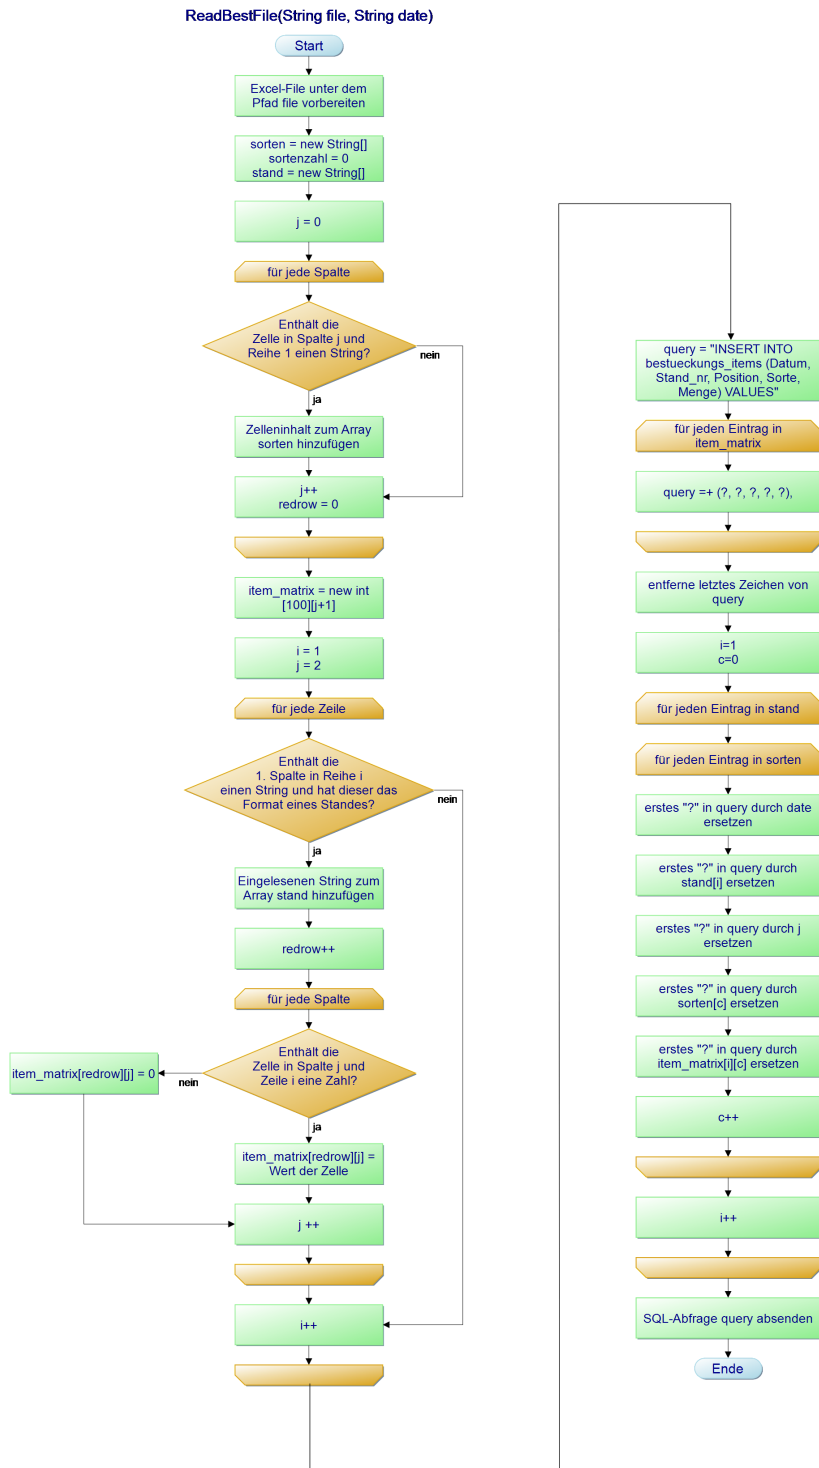 ReadBestFile(String file, String date)
Start
Excel-File unter dem
Pfad file vorbereiten
sorten = new String[]
sortenzahl = 0
stand = new String[]
j = 0
für jede Spalte
Enthält die
Zelle in Spalte j und
Reihe 1 einen String?
nein
ja
Zelleninhalt zum Array
sorten hinzufügen
j++
redrow = 0
item_matrix = new int
[100][j+1]
i = 1
j = 2
für jede Zeile
Enthält die
1. Spalte in Reihe i
einen String und hat dieser das
Format eines Standes?
nein
ja
Eingelesenen String zum
Array stand hinzufügen
redrow++
für jede Spalte
Enthält die
Zelle in Spalte j und
Zeile i eine Zahl?
nein
item_matrix[redrow][j] = 0
ja
item_matrix[redrow][j] =
Wert der Zelle
j ++
i++
query = "INSERT INTO
bestueckungs_items (Datum,
Stand_nr, Position, Sorte,
Menge) VALUES"
für jeden Eintrag in
item_matrix
query =+ (?, ?, ?, ?, ?),
entferne letztes Zeichen von
query
i=1
c=0
für jeden Eintrag in stand
für jeden Eintrag in sorten
erstes "?" in query durch date
ersetzen
erstes "?" in query durch
stand[i] ersetzen
erstes "?" in query durch j
ersetzen
erstes "?" in query durch
sorten[c] ersetzen
erstes "?" in query durch
item_matrix[i][c] ersetzen
c++
i++
SQL-Abfrage query absenden
Ende